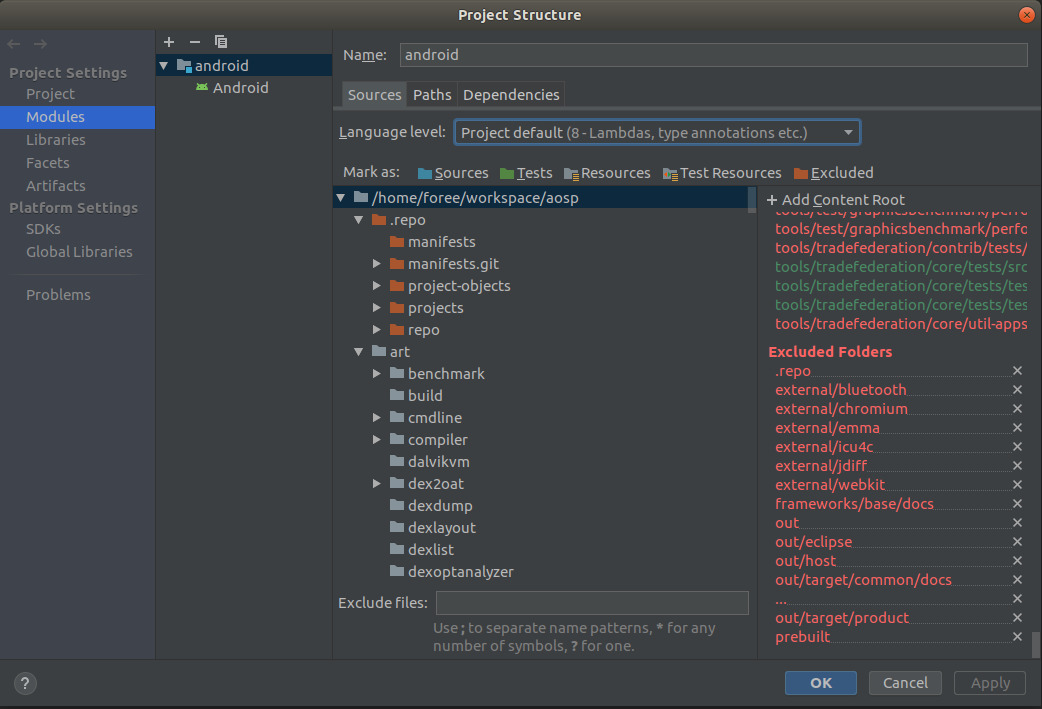 Project Structure
Project Settings
Project
Modules
Libraries
Facets
Artifacts
Platform Settings
SDKs
Global Libraries
Problems
android
Android
Name: android
Sources Paths Dependencies
Language level: Project default (8 - Lambdas, type annotations etc.)
Mark as: Sources Tests Resources Test Resources Excluded
/home/foree/workspace/aosp
.repo
manifests
manifests.git
project-objects
projects
repo
art
benchmark
build
cmdline
compiler
dalvikvm
dex2oat
dexdump
dexlayout
dexlist
dexoptanalyzer
Exclude files:
Use ; to separate name patterns, * for any
number of symbols, ? for one.
+ Add Content Root
tools/test/graphicsbenchmark/perfo
tools/test/graphicsbenchmark/perfo
tools/tradefederation/contrib/tests/
tools/tradefederation/core/tests/src
tools/tradefederation/core/tests/tes
tools/tradefederation/core/tests/tes
tools/tradefederation/core/util-apps
Excluded Folders
.repo
external/bluetooth
external/chromium
external/emma
external/icu4c
external/jdiff
external/webkit
frameworks/base/docs
out
out/eclipse
out/host
out/target/common/docs
...
out/target/product
prebuilt
? OK Cancel Apply